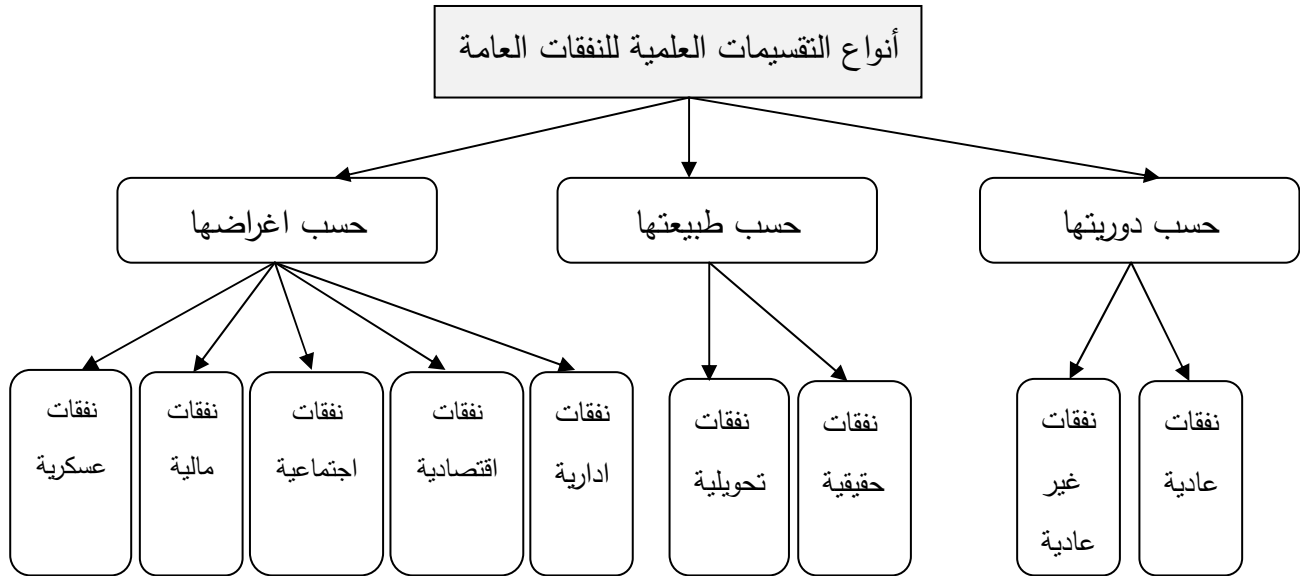 أنواع التقسيمات العلمية للنفقات العامة
حسب دوريتها
حسب طبيعتها
حسب اغراضها
نفقات
عادية
نفقات
غير
عادية
نفقات
حقيقية
نفقات
تحويلية
نفقات
ادارية
نفقات
اقتصادية
نفقات
اجتماعية
نفقات
مالية
نفقات
عسكرية